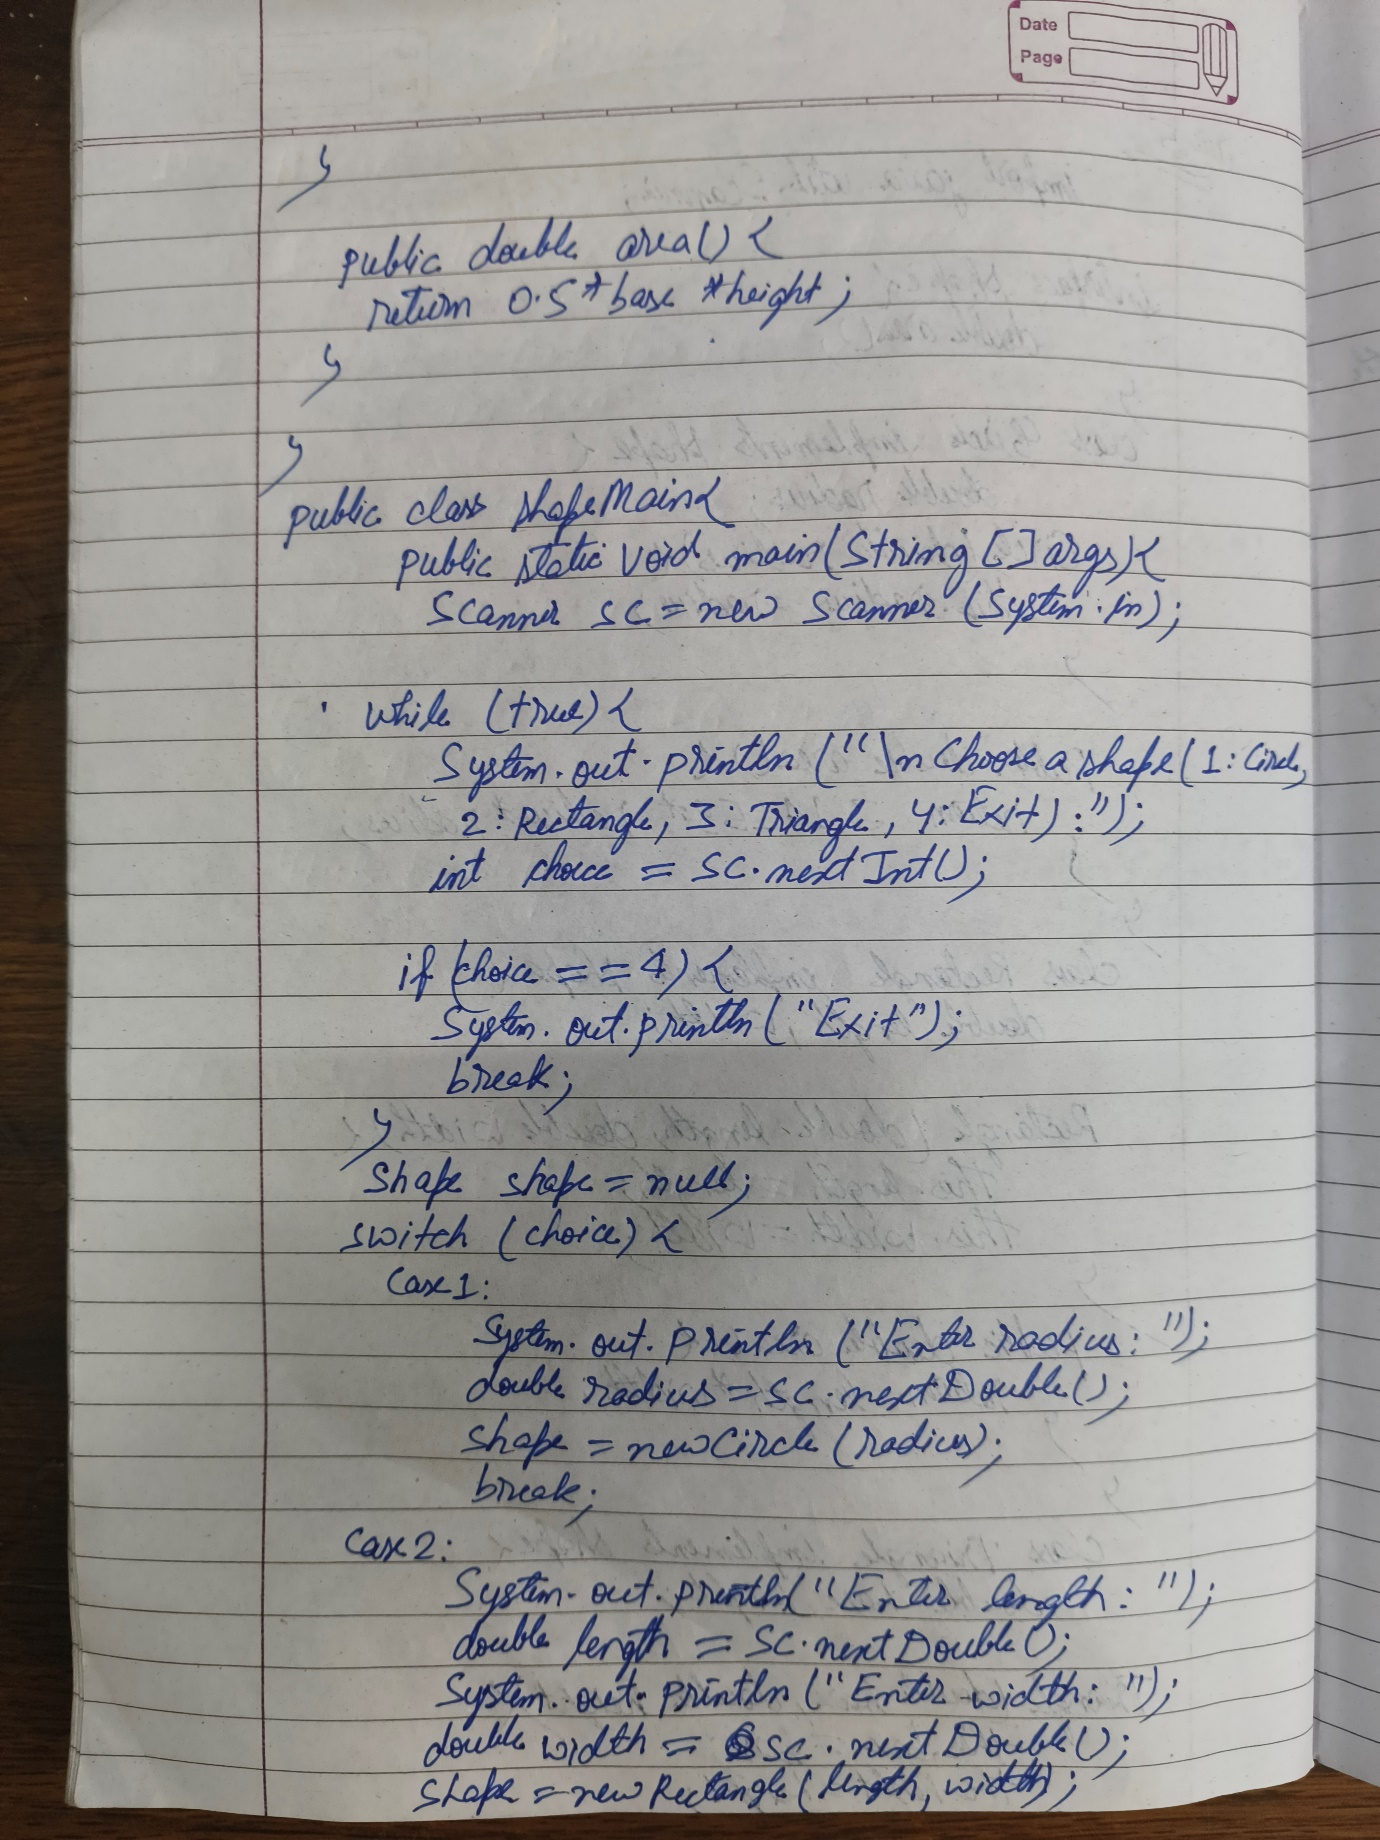 Date
Page
}
public double area() {
return 0.5 * base * height;
}
}
public class shapeMain{
public static void main(String [] args){
Scanner sc = new Scanner (System.in);
while (true) {
System.out.println ("\n Choose a shape (1: Circle,
2: Rectangle, 3: Triangle, 4: Exit) :");
int choice = sc.nextInt();
if (choice == 4) {
System.out.println ("Exit");
break;
}
Shape shape = null;
switch (choice) {
Case 1:
System.out.println ("Enter radius: ");
double radius = sc.nextDouble();
shape = new Circle (radius);
break;
Case 2:
System.out.println("Enter length: ");
double length = sc.nextDouble();
System.out.println ("Enter width: ");
double width = sc.nextDouble();
shape = new Rectangle (length, width);